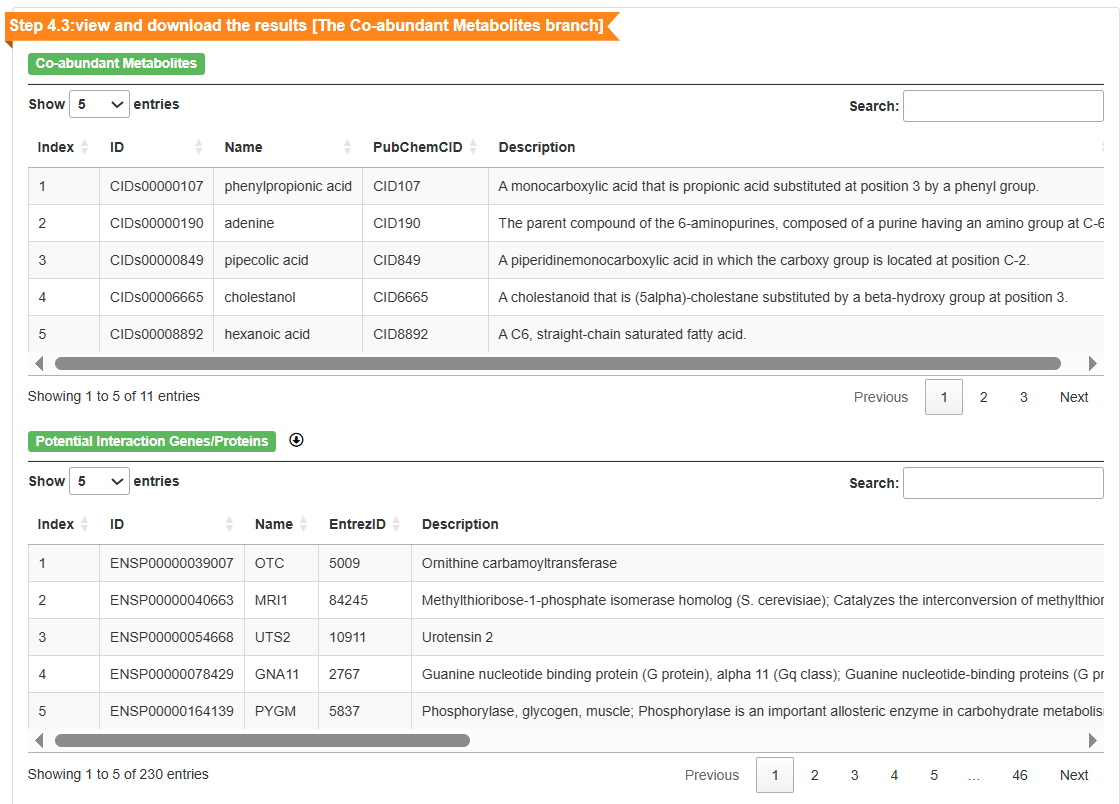 Step 4.3:view and download the results [The Co-abundant Metabolites branch]
Co-abundant Metabolites
Show 5 entries Search:
Index ID Name PubChemCID Description
1 CIDs00000107 phenylpropionic acid CID107 A monocarboxylic acid that is propionic acid substituted at position 3 by a phenyl group.
2 CIDs00000190 adenine CID190 The parent compound of the 6-aminopurines, composed of a purine having an amino group at C-6
3 CIDs00000849 pipecolic acid CID849 A piperidinemonocarboxylic acid in which the carboxy group is located at position C-2.
4 CIDs00006665 cholestanol CID6665 A cholestanoid that is (5alpha)-cholestane substituted by a beta-hydroxy group at position 3.
5 CIDs00008892 hexanoic acid CID8892 A C6, straight-chain saturated fatty acid.
Showing 1 to 5 of 11 entries Previous 1 2 3 Next
Potential Interaction Genes/Proteins
Show 5 entries Search:
Index ID Name EntrezID Description
1 ENSP00000039007 OTC 5009 Ornithine carbamoyltransferase
2 ENSP00000040663 MRI1 84245 Methylthioribose-1-phosphate isomerase homolog (S. cerevisiae); Catalyzes the interconversion of methylthior
3 ENSP00000054668 UTS2 10911 Urotensin 2
4 ENSP00000078429 GNA11 2767 Guanine nucleotide binding protein (G protein), alpha 11 (Gq class); Guanine nucleotide-binding proteins (G pr
5 ENSP00000164139 PYGM 5837 Phosphorylase, glycogen, muscle; Phosphorylase is an important allosteric enzyme in carbohydrate metabolis
Showing 1 to 5 of 230 entries Previous 1 2 3 4 5 … 46 Next